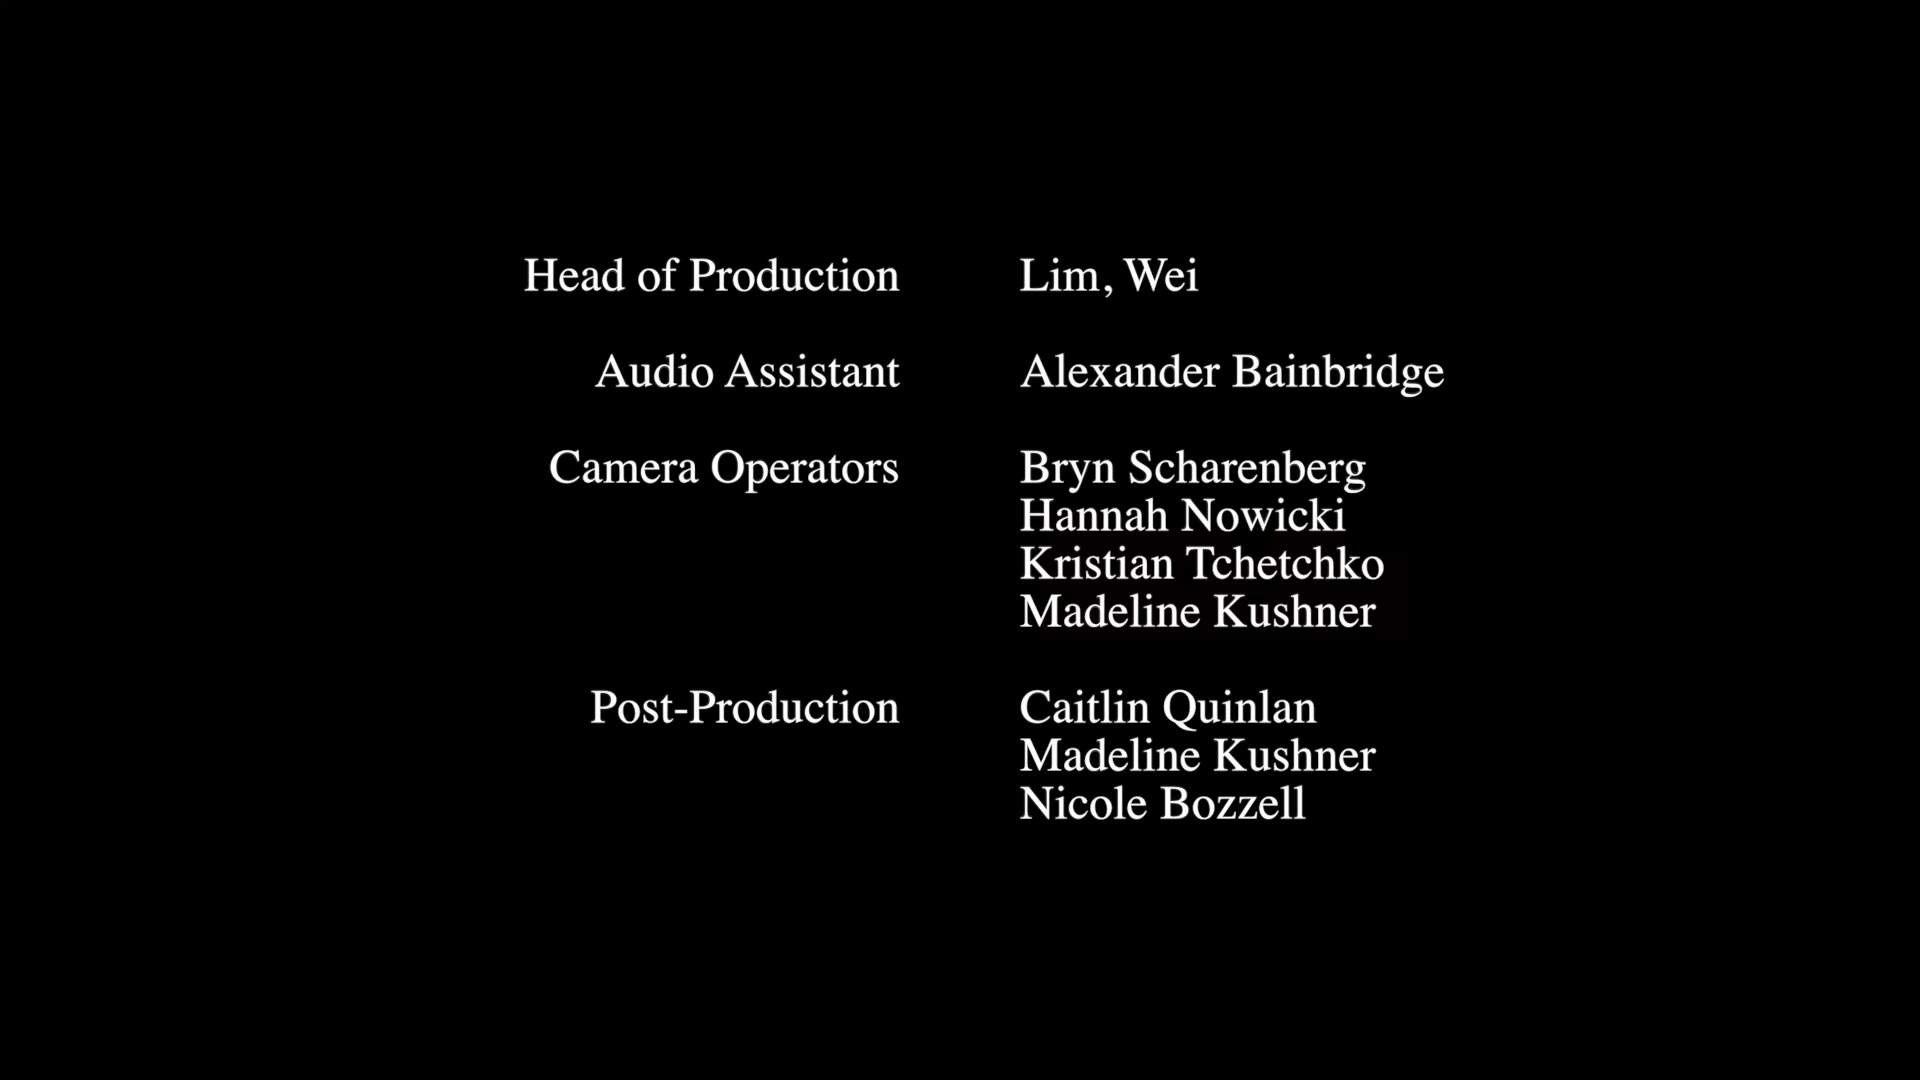 Head of Production Lim, Wei
Audio Assistant Alexander Bainbridge
Camera Operators Bryn Scharenberg
Hannah Nowicki
Kristian Tchetchko
Madeline Kushner
Post-Production Caitlin Quinlan
Madeline Kushner
Nicole Bozzell